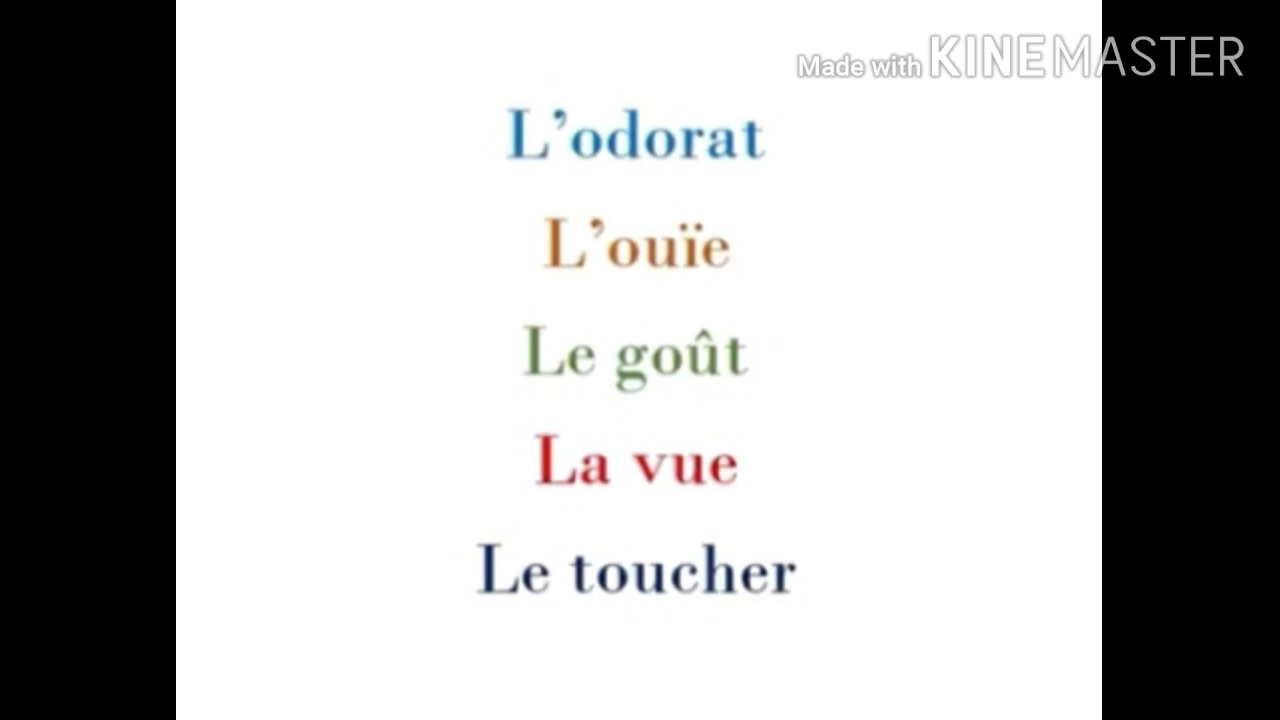 Made with KINEMASTER
L’odorat
L’ouïe
Le goût
La vue
Le toucher